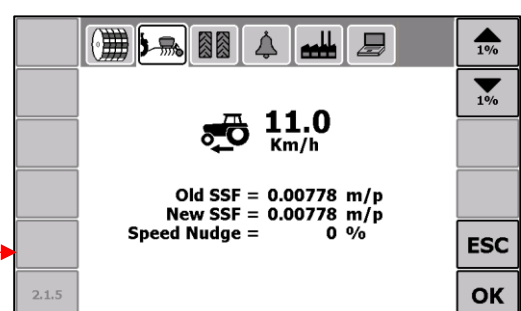 1%
1%
11.0
Km/h
Old SSF = 0.00778 m/p
New SSF = 0.00778 m/p
Speed Nudge = 0 %
ESC
2.1.5
OK